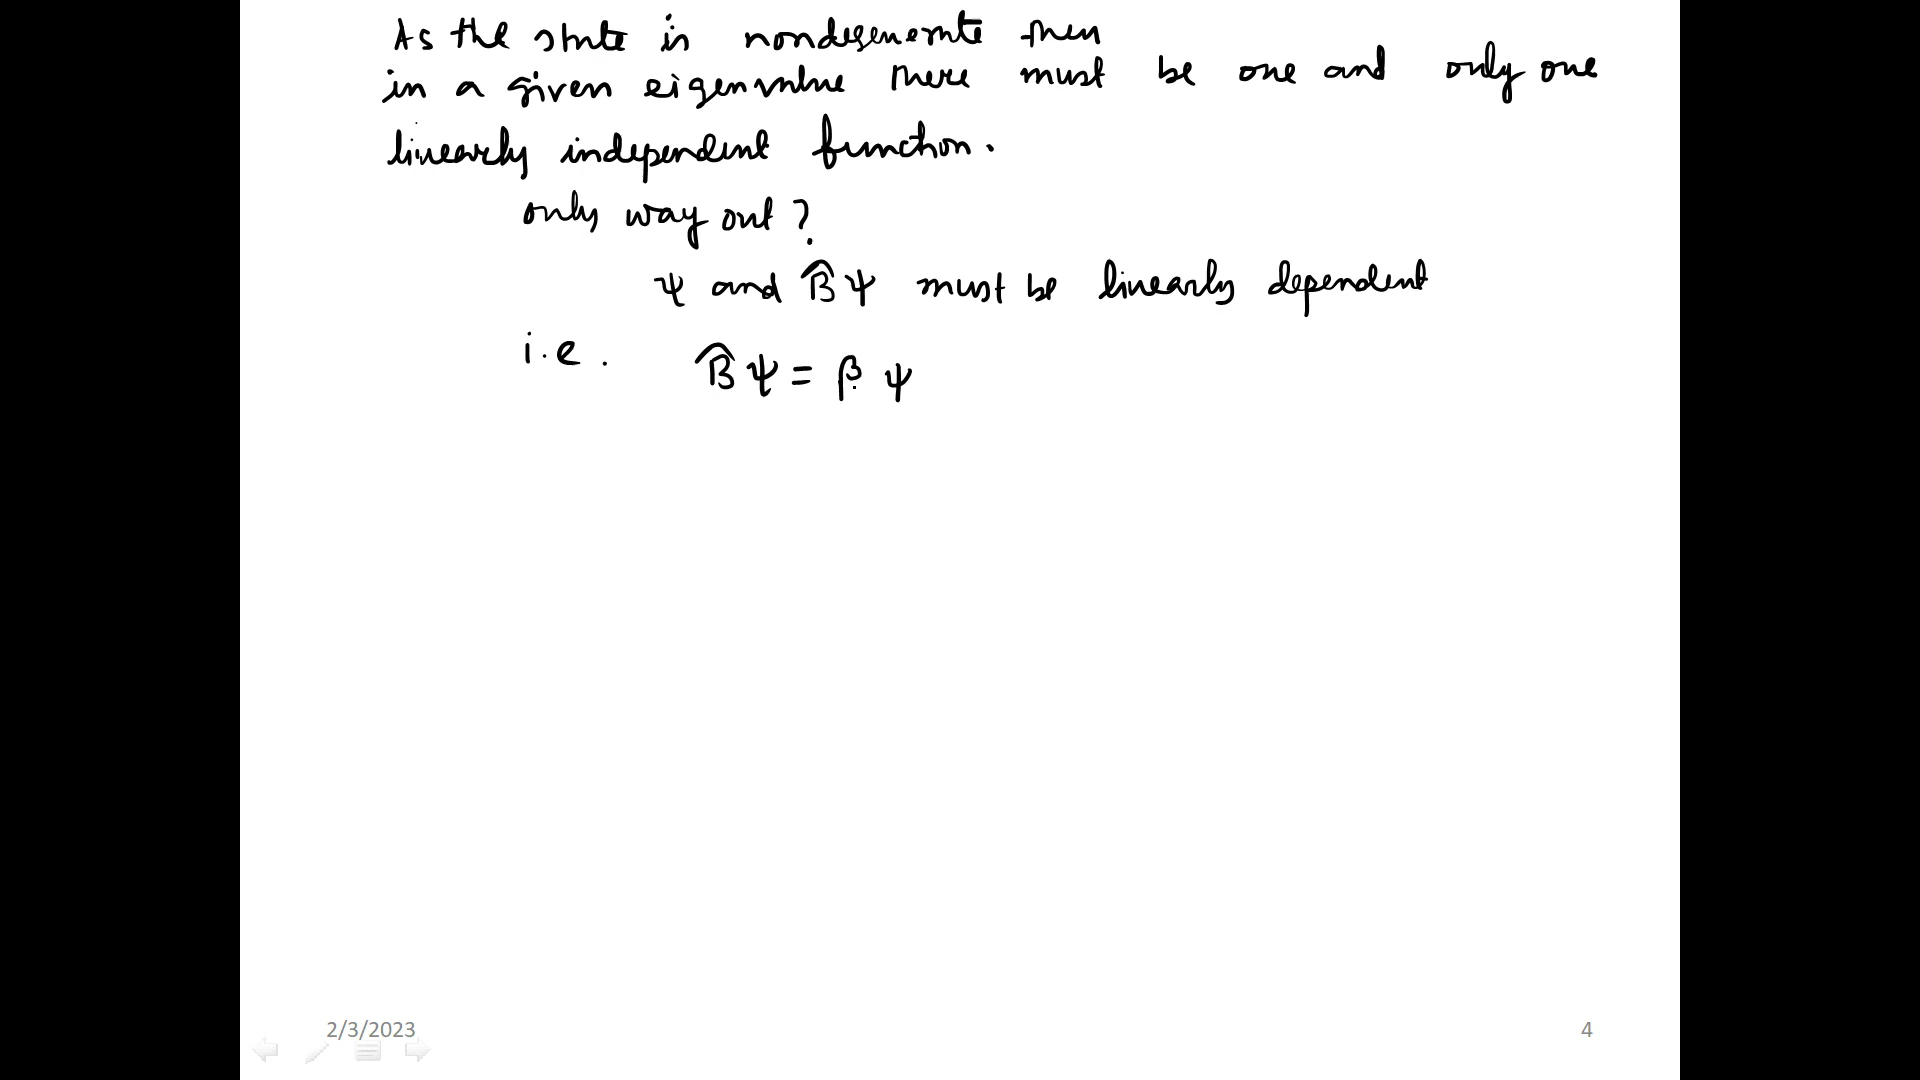 As the state is nondegenerate then
in a given eigenvalue there must be one and only one
linearly independent function.
only way out?
ψ and B̂ψ must be linearly dependent
i.e. B̂ψ = βψ
2/3/2023
4